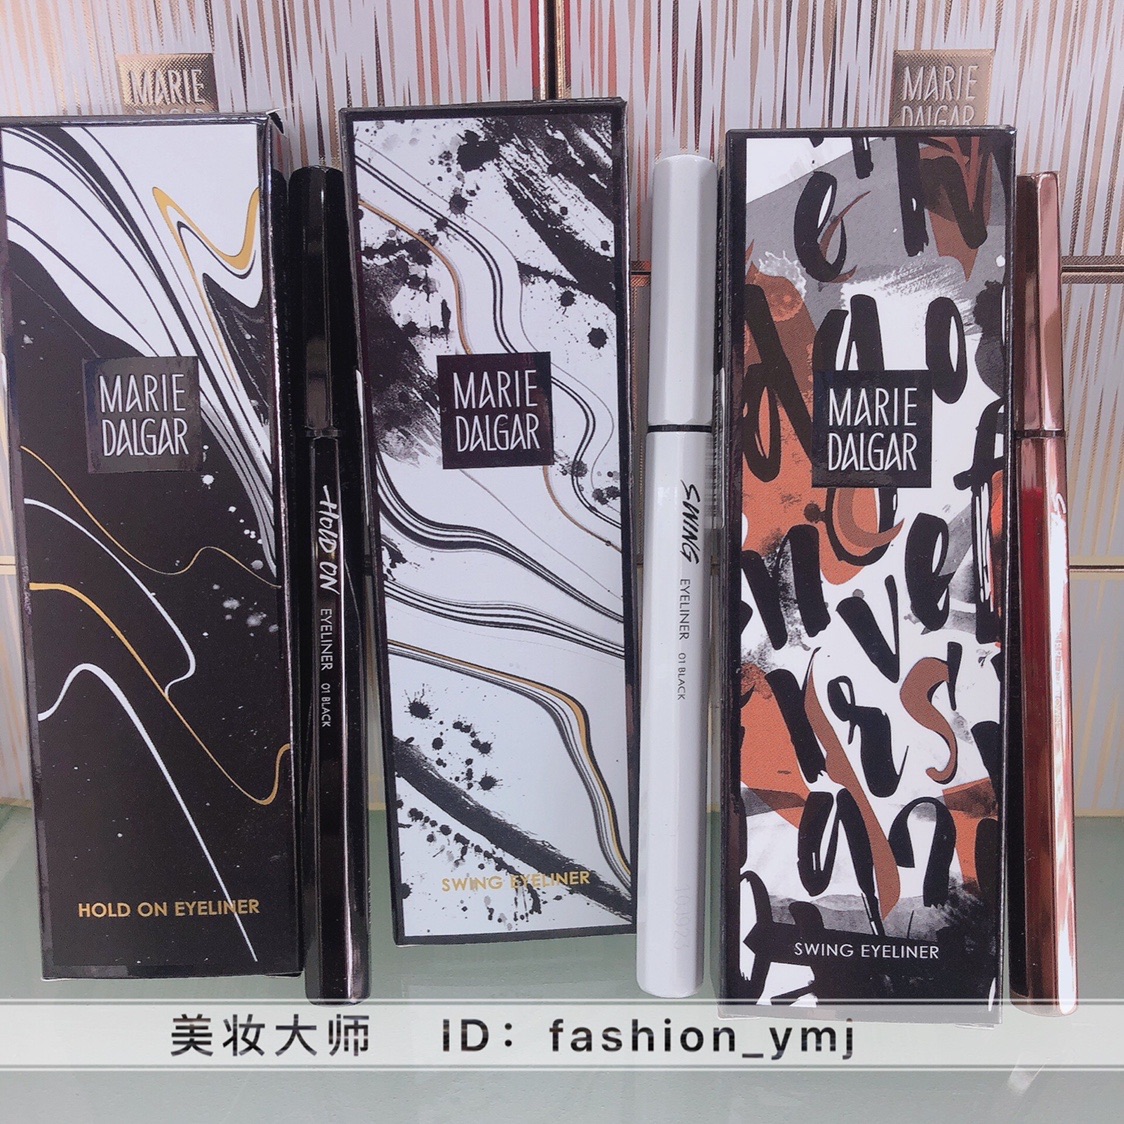 MARIE
DALGAR
MARIE
DALGAR
MARIE
DALGAR
HOLD ON EYELINER
HOLD ON EYELINER 01 BLACK
MARIE
DALGAR
SWING EYELINER
SWING EYELINER 01 BLACK
MARIE
DALGAR
SWING EYELINER
美妆大师 ID：fashion_ymj